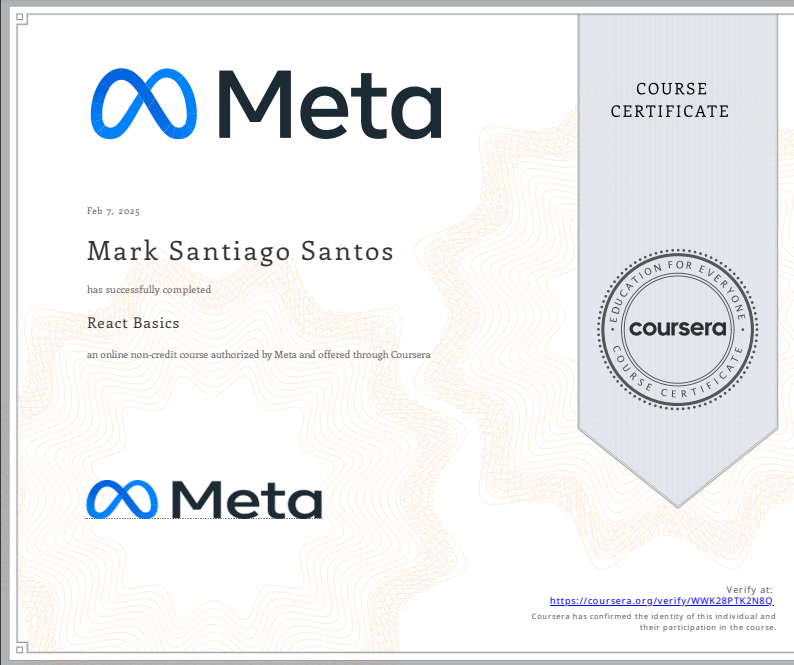 Meta
COURSE
CERTIFICATE
Feb 7, 2025
Mark Santiago Santos
has successfully completed
React Basics
an online non-credit course authorized by Meta and offered through Coursera
EDUCATION FOR EVERYONE
coursera
COURSE CERTIFICATE
Meta
Verify at:
https://coursera.org/verify/WWK28PTK2N8Q
Coursera has confirmed the identity of this individual and
their participation in the course.